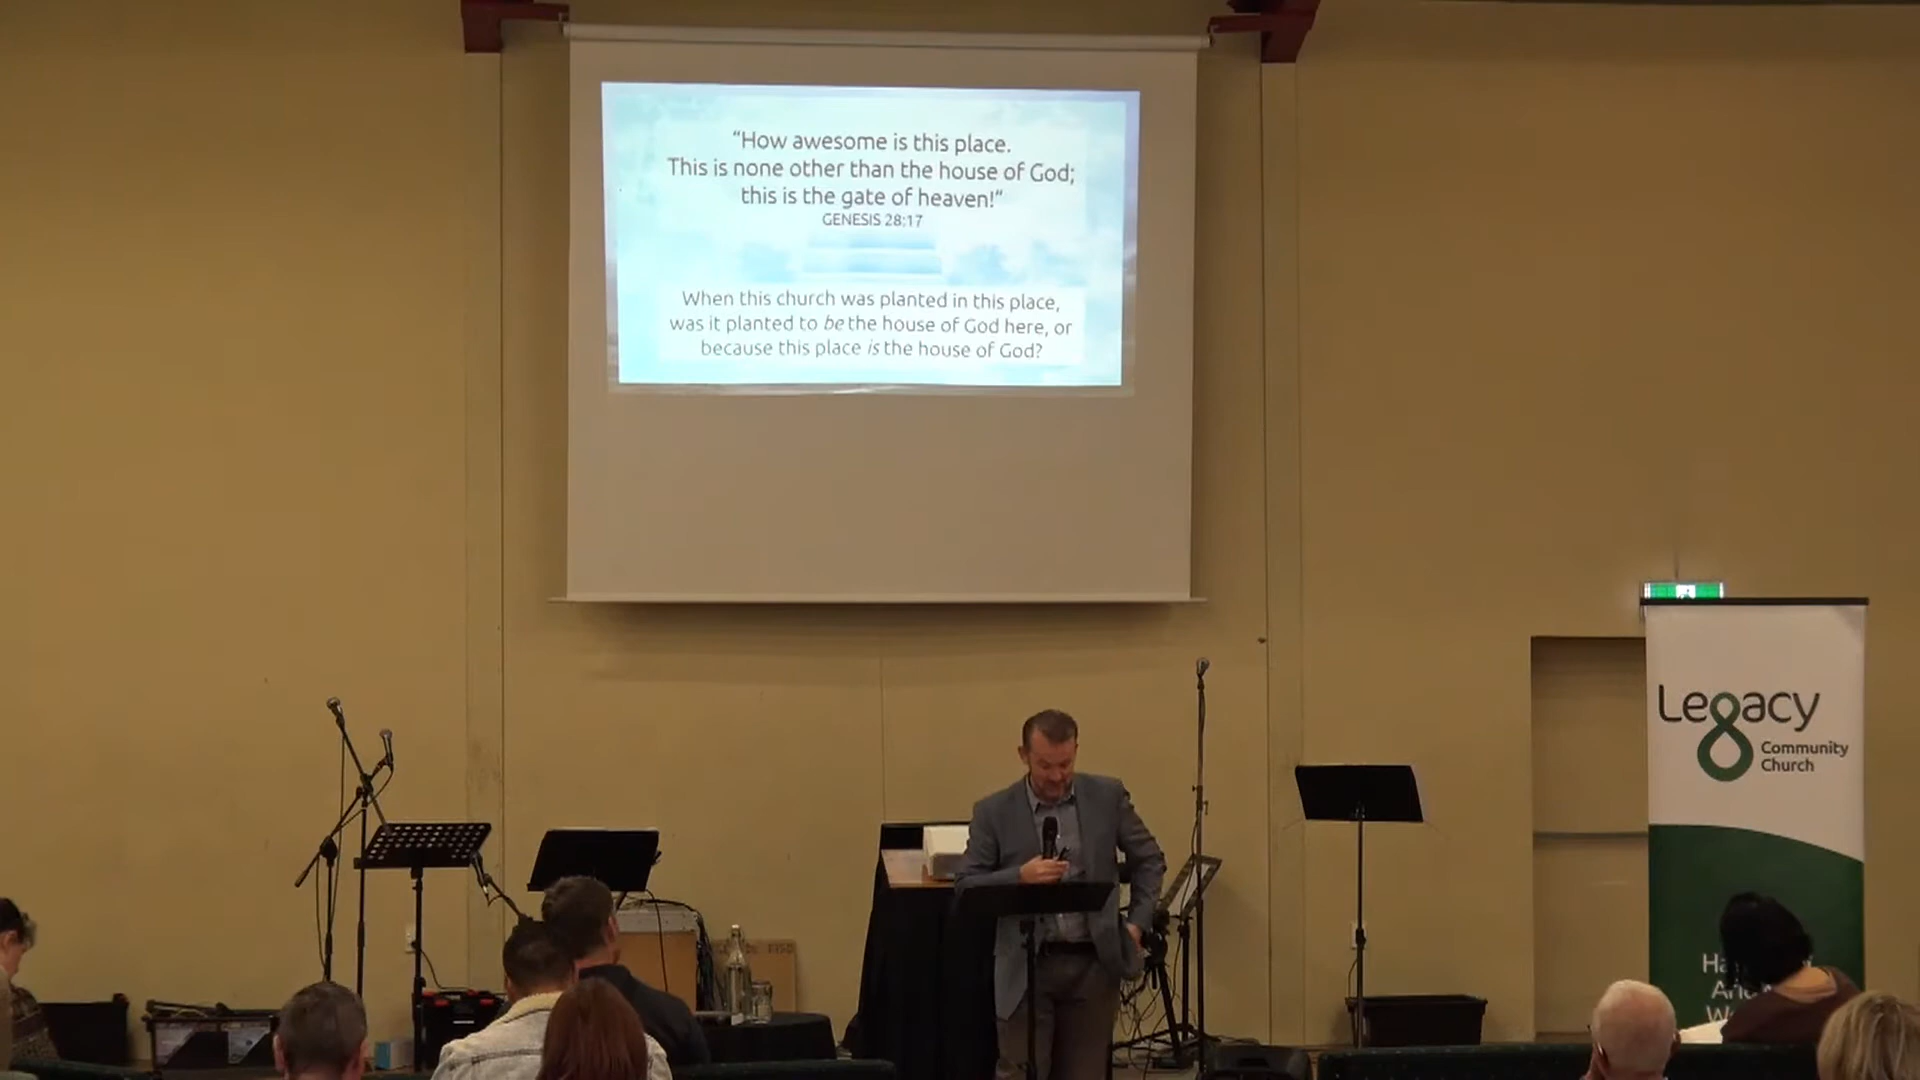 “How awesome is this place.
This is none other than the house of God;
this is the gate of heaven!”
GENESIS 28:17
When this church was planted in this place,
was it planted to be the house of God here, or
because this place is the house of God?
Legacy
Community
Church